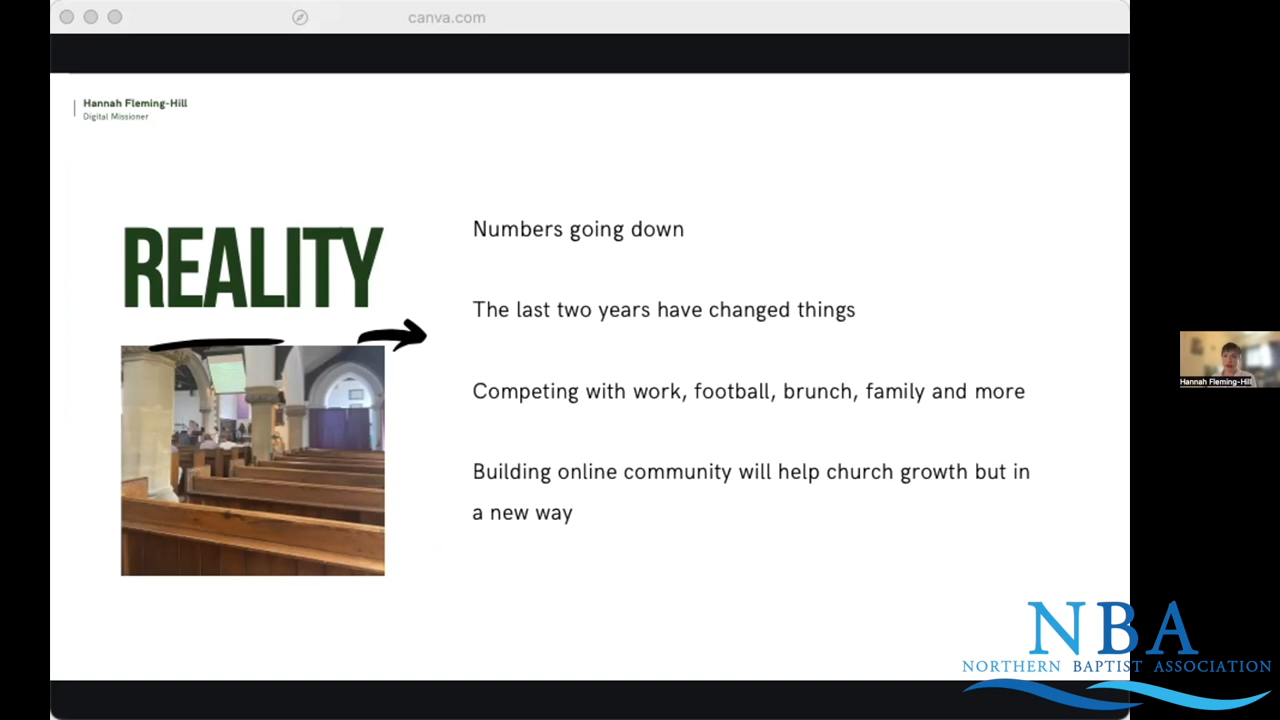 canva.com
Hannah Fleming-Hill
Digital Missioner
REALITY
Numbers going down
The last two years have changed things
Competing with work, football, brunch, family and more
Building online community will help church growth but in
a new way
Hannah Fleming-Hill
NBA
NORTHERN BAPTIST ASSOCIATION